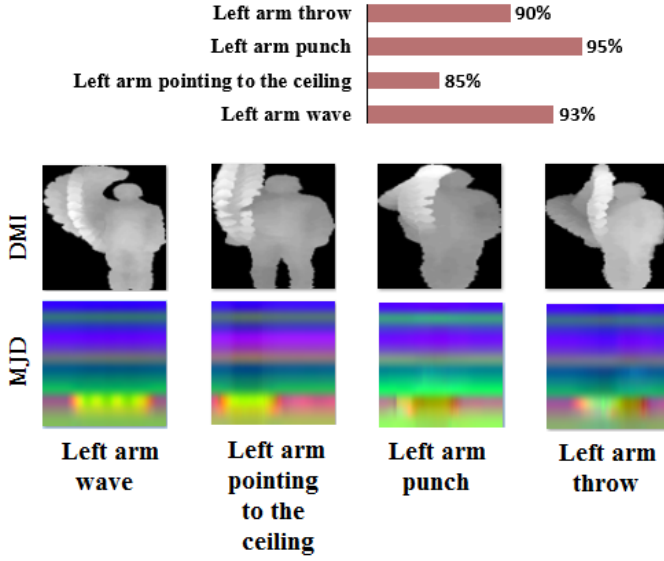 Left arm throw 90%
Left arm punch 95%
Left arm pointing to the ceiling 85%
Left arm wave 93%
DMI
MJD
Left arm
wave
Left arm
pointing
to the
ceiling
Left arm
punch
Left arm
throw